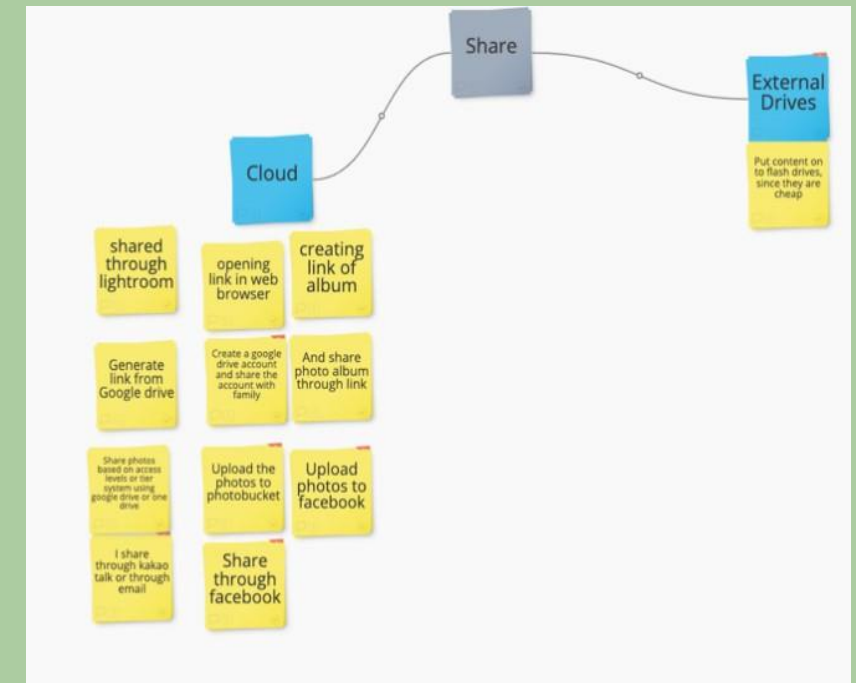 Share
External
Drives
Put content on
to flash drives,
since they are
cheap
Cloud
shared
through
lightroom
opening
link in web
browser
creating
link of
album
Generate
link from
Google drive
Create a google
drive account
and share the
account with
family
And share
photo album
through link
Share photos
based on access
levels or tier
system using
google drive or one
drive
Upload the
photos to
photobucket
Upload
photos to
facebook
I share
through kakao
talk or through
email
Share
through
facebook